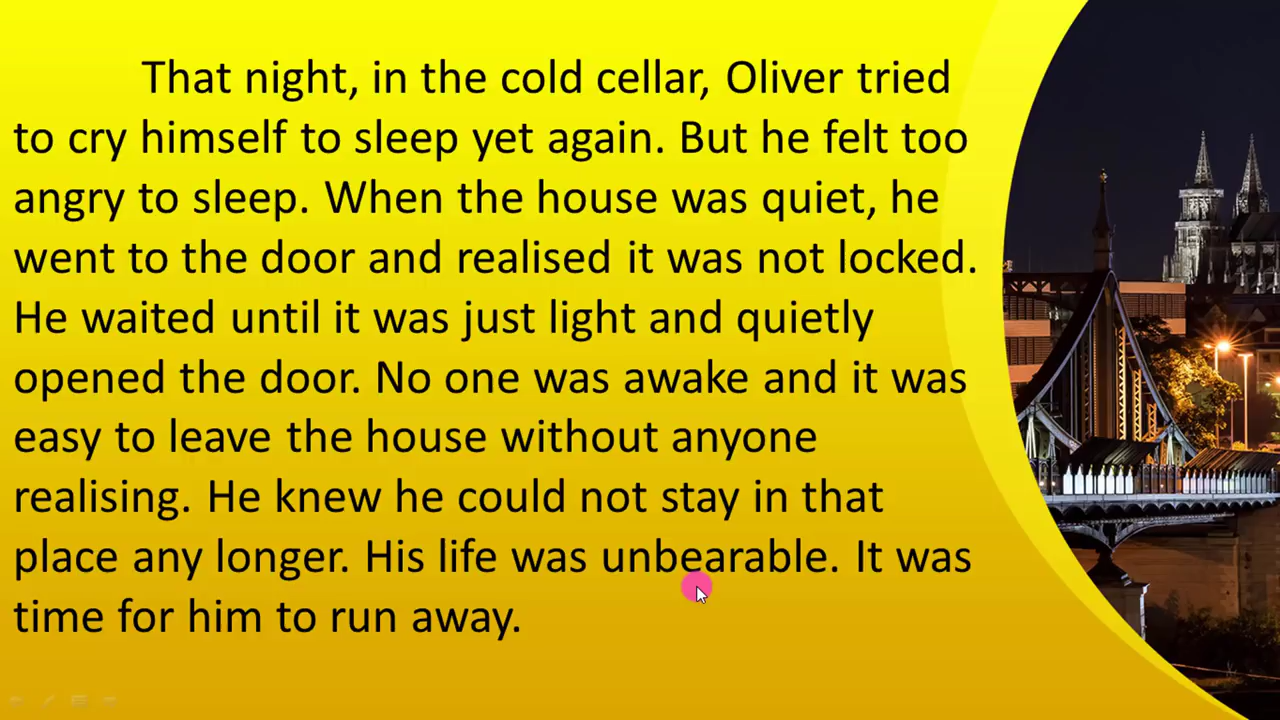 That night, in the cold cellar, Oliver tried
to cry himself to sleep yet again. But he felt too
angry to sleep. When the house was quiet, he
went to the door and realised it was not locked.
He waited until it was just light and quietly
opened the door. No one was awake and it was
easy to leave the house without anyone
realising. He knew he could not stay in that
place any longer. His life was unbearable. It was
time for him to run away.